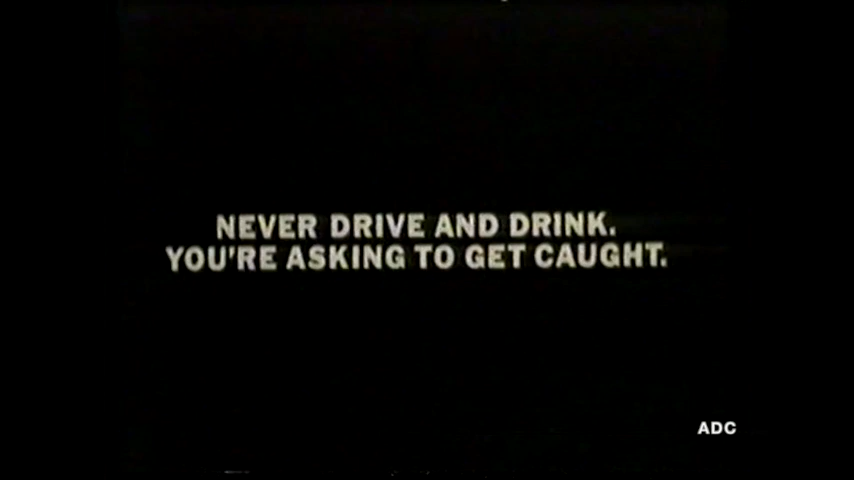 NEVER DRIVE AND DRINK.
YOU'RE ASKING TO GET CAUGHT.
ADC